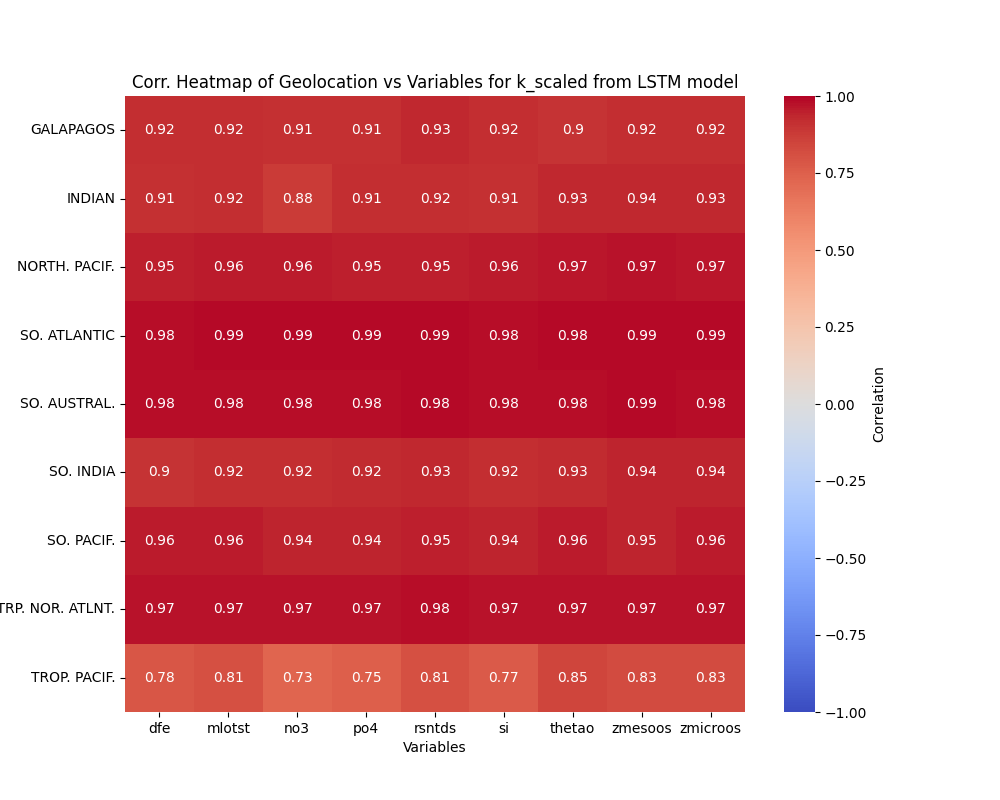 Corr. Heatmap of Geolocation vs Variables for k_scaled from LSTM model
GALAPAGOS 0.92 0.92 0.91 0.91 0.93 0.92 0.9 0.92 0.92
INDIAN 0.91 0.92 0.88 0.91 0.92 0.91 0.93 0.94 0.93
NORTH. PACIF. 0.95 0.96 0.96 0.95 0.95 0.96 0.97 0.97 0.97
SO. ATLANTIC 0.98 0.99 0.99 0.99 0.99 0.98 0.98 0.99 0.99
SO. AUSTRAL. 0.98 0.98 0.98 0.98 0.98 0.98 0.98 0.99 0.98
SO. INDIA 0.9 0.92 0.92 0.92 0.93 0.92 0.93 0.94 0.94
SO. PACIF. 0.96 0.96 0.94 0.94 0.95 0.94 0.96 0.95 0.96
TRP. NOR. ATLNT. 0.97 0.97 0.97 0.97 0.98 0.97 0.97 0.97 0.97
TROP. PACIF. 0.78 0.81 0.73 0.75 0.81 0.77 0.85 0.83 0.83
dfe mlotst no3 po4 rsntds si thetao zmesoos zmicroos
Variables
1.00
0.75
0.50
0.25
0.00
−0.25
−0.50
−0.75
−1.00
Correlation